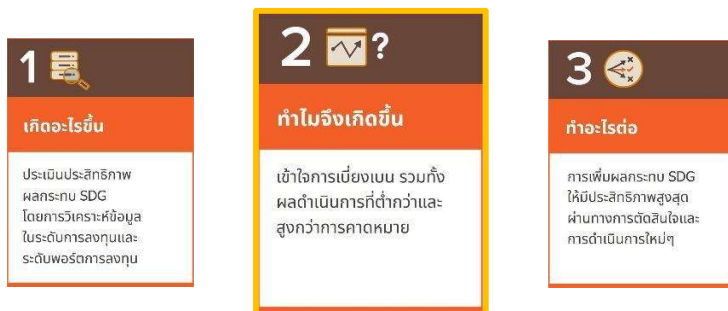 1
เกิดอะไรขึ้น
ประเมินประสิทธิภาพ
ผลกระทบ SDG
โดยการวิเคราะห์ข้อมูล
ในระดับการลงทุนและ
ระดับพอร์ตการลงทุน
2 ?
ทำไมจึงเกิดขึ้น
เข้าใจการเบี่ยงเบน รวมทั้ง
ผลดำเนินการที่ต่ำกว่าและ
สูงกว่าการคาดหมาย
3
ทำอะไรต่อ
การเพิ่มผลกระทบ SDG
ให้มีประสิทธิภาพสูงสุด
ผ่านทางการตัดสินใจและ
การดำเนินการใหม่ๆ